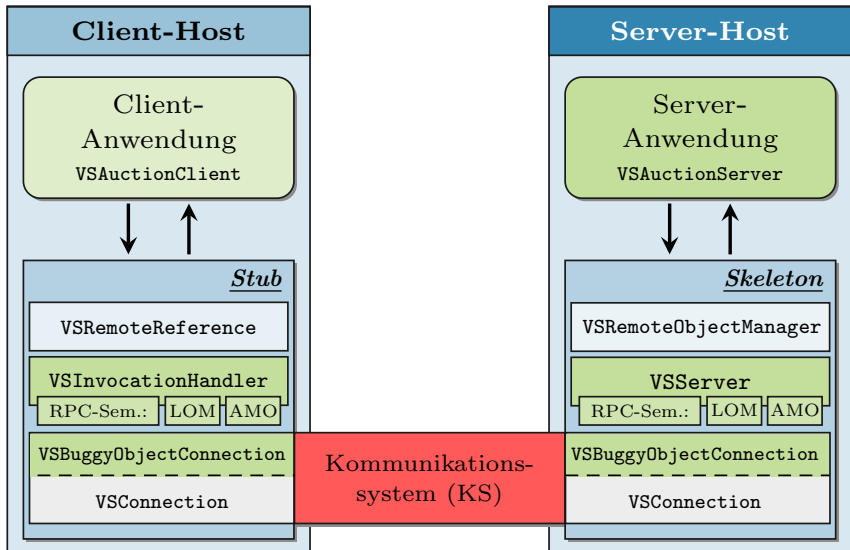 Client-Host
Client-
Anwendung
VSAuctionClient
Stub
VSRemoteReference
VSInvocationHandler
RPC-Sem.: LOM AMO
VSBuggyObjectConnection
VSConnection
Kommunikations-
system (KS)
Server-Host
Server-
Anwendung
VSAuctionServer
Skeleton
VSRemoteObjectManager
VSServer
RPC-Sem.: LOM AMO
VSBuggyObjectConnection
VSConnection